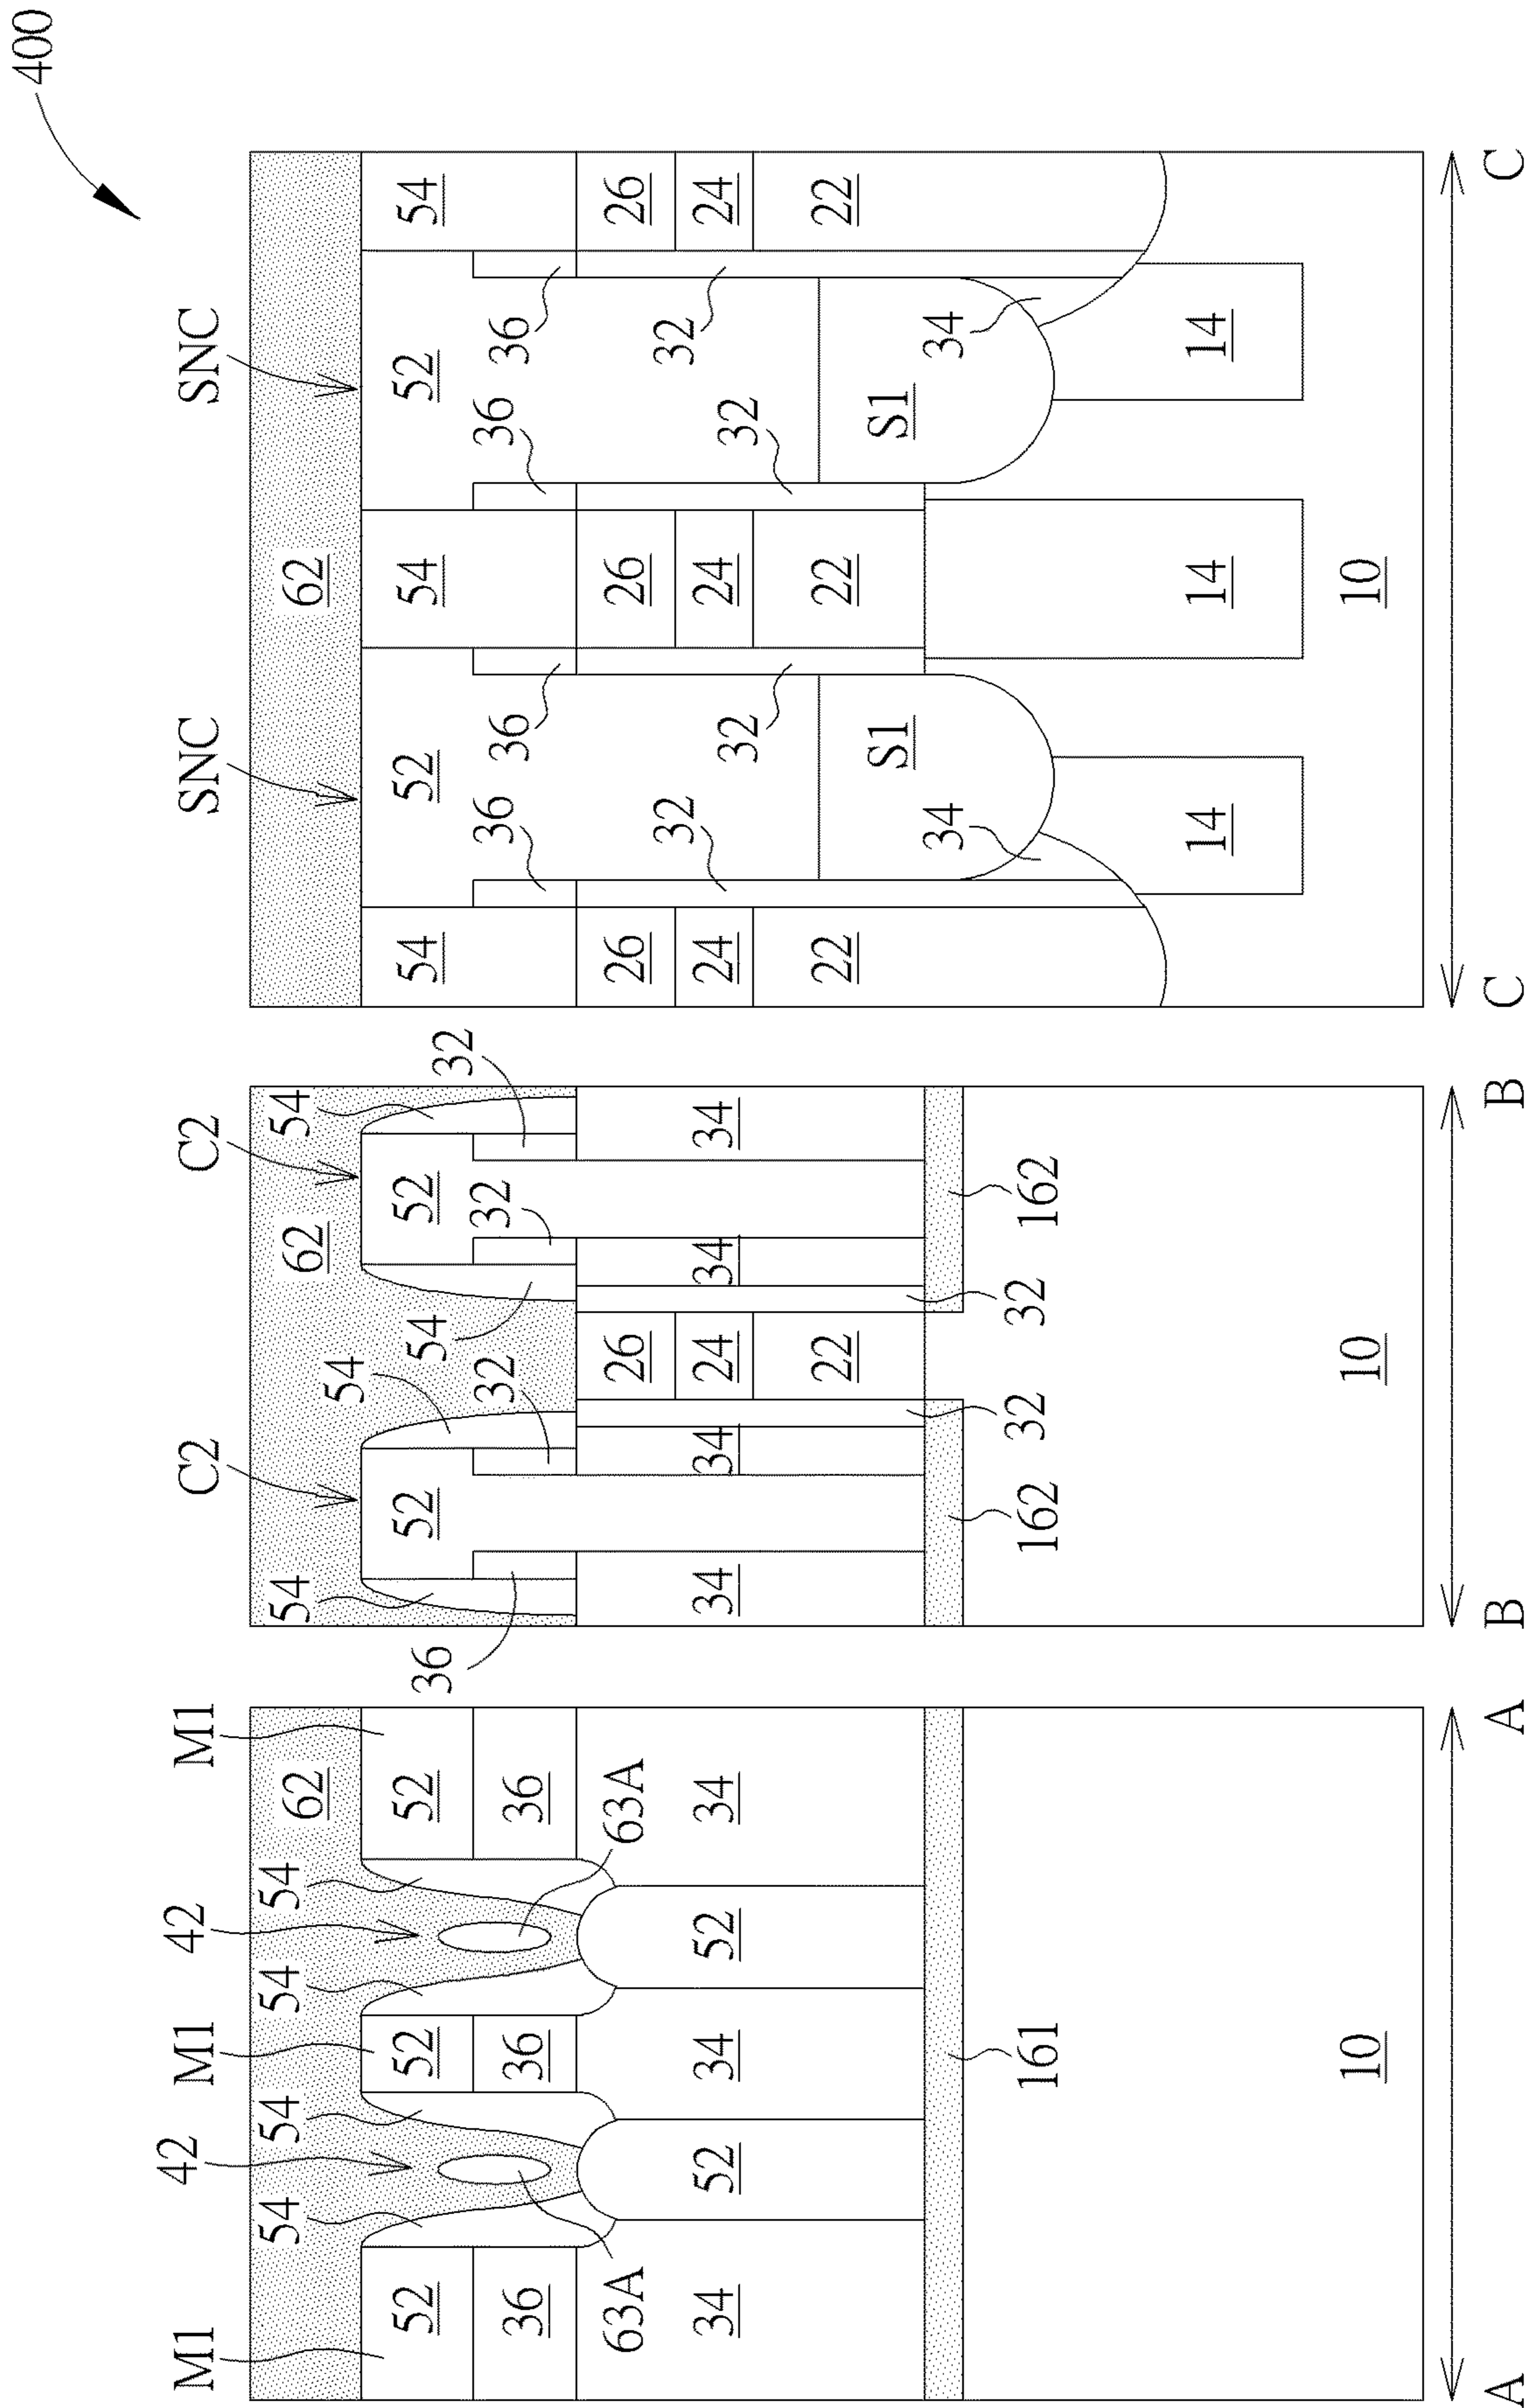 400
M1 42 M1 42 M1
54 54 54 54 62
52 52 52
36 36 36
63A 63A
34 52 34 52 34
161
10
A A
C2 C2
54 62 54
54 54
52 52
36 32 32 32
26
34 34 24 34 34
22
162 32 32 162
10
B B
SNC SNC
62
54 52 54 52 54
36 36 36 36
26 26 26
32 32 32 32
24 24 24
22 22 22
S1 S1
34 34
14 14 14
10
C C